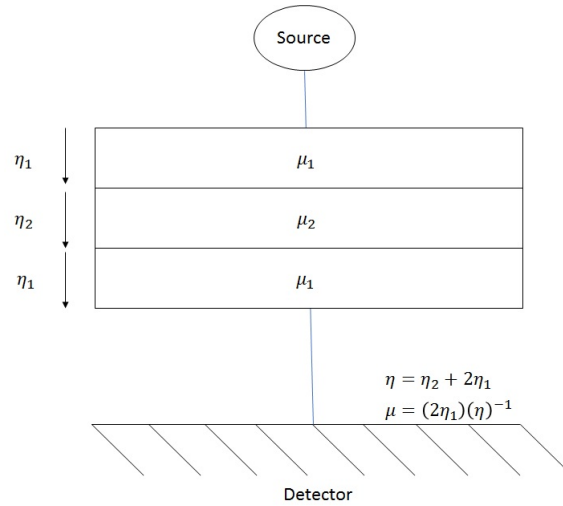 Source
η₁ μ₁
η₂ μ₂
η₁ μ₁
η = η₂ + 2η₁
μ = (2η₁)(η)⁻¹
Detector